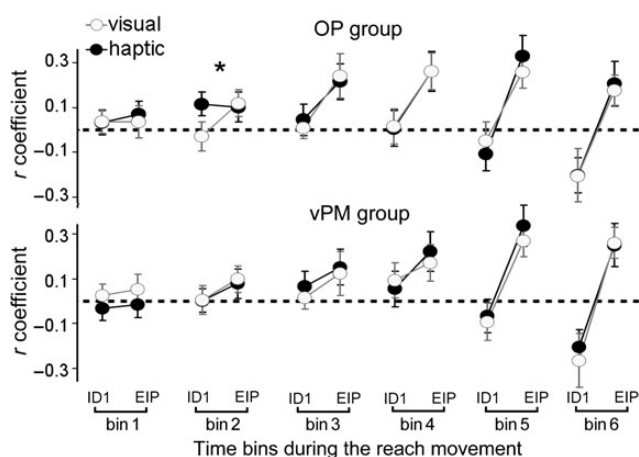 visual
haptic
OP group
*
0.3
0.1
−0.1
−0.3
r coefficient
vPM group
0.3
0.1
−0.1
−0.3
r coefficient
ID1 EIP ID1 EIP ID1 EIP ID1 EIP ID1 EIP ID1 EIP
bin 1 bin 2 bin 3 bin 4 bin 5 bin 6
Time bins during the reach movement